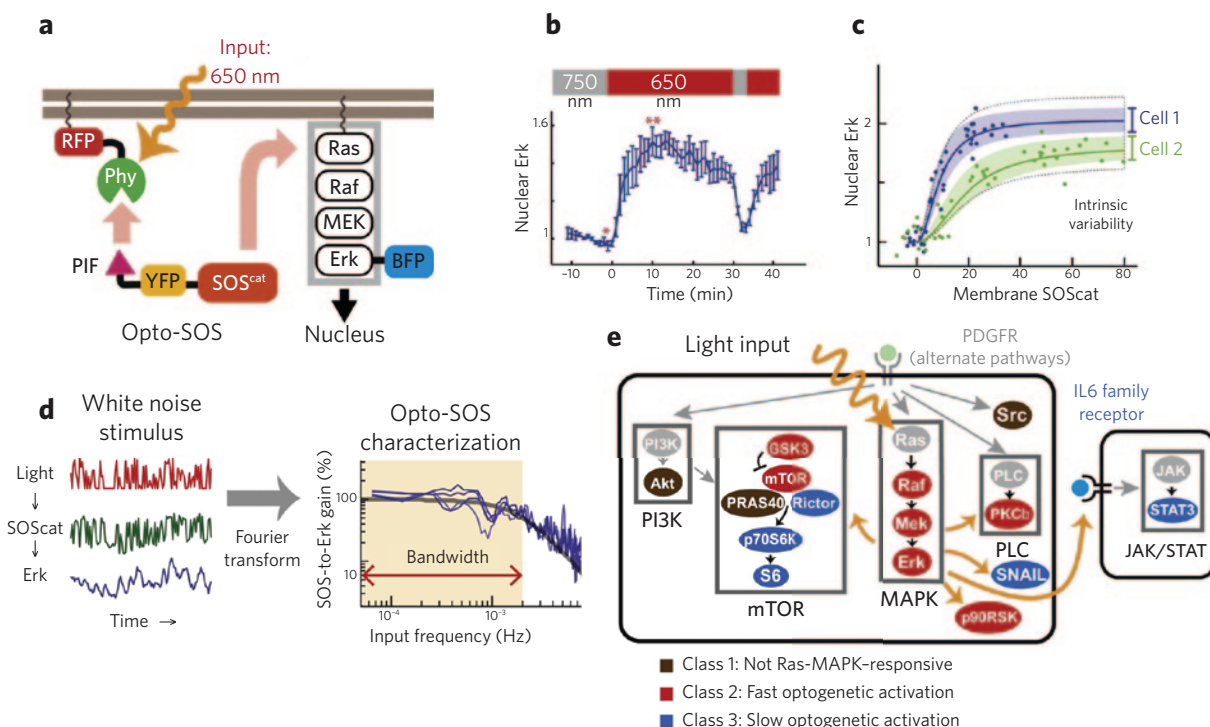 a
Input:
650 nm
RFP
Phy
PIF
YFP
SOScat
Opto-SOS
Ras
Raf
MEK
Erk
BFP
Nucleus
b
750
nm
650
nm
Nuclear Erk
1.6
1
*
**
-10
0
10
20
30
40
Time (min)
c
Nuclear Erk
2
1
Cell 1
Cell 2
Intrinsic
variability
0
20
40
60
80
Membrane SOScat
d
White noise
stimulus
Light
↓
SOScat
↓
Erk
Time →
Fourier
transform
Opto-SOS
characterization
SOS-to-Erk gain (%)
100
10
Bandwidth
10⁻⁴
10⁻³
Input frequency (Hz)
e
Light input
PDGFR
(alternate pathways)
IL6 family
receptor
PI3K
Akt
PI3K
GSK3
mTOR
PRAS40
Rictor
p70S6K
S6
mTOR
Ras
Raf
Mek
Erk
MAPK
Src
PLC
PKCb
PLC
SNAIL
p90RSK
JAK
STAT3
JAK/STAT
Class 1: Not Ras-MAPK–responsive
Class 2: Fast optogenetic activation
Class 3: Slow optogenetic activation